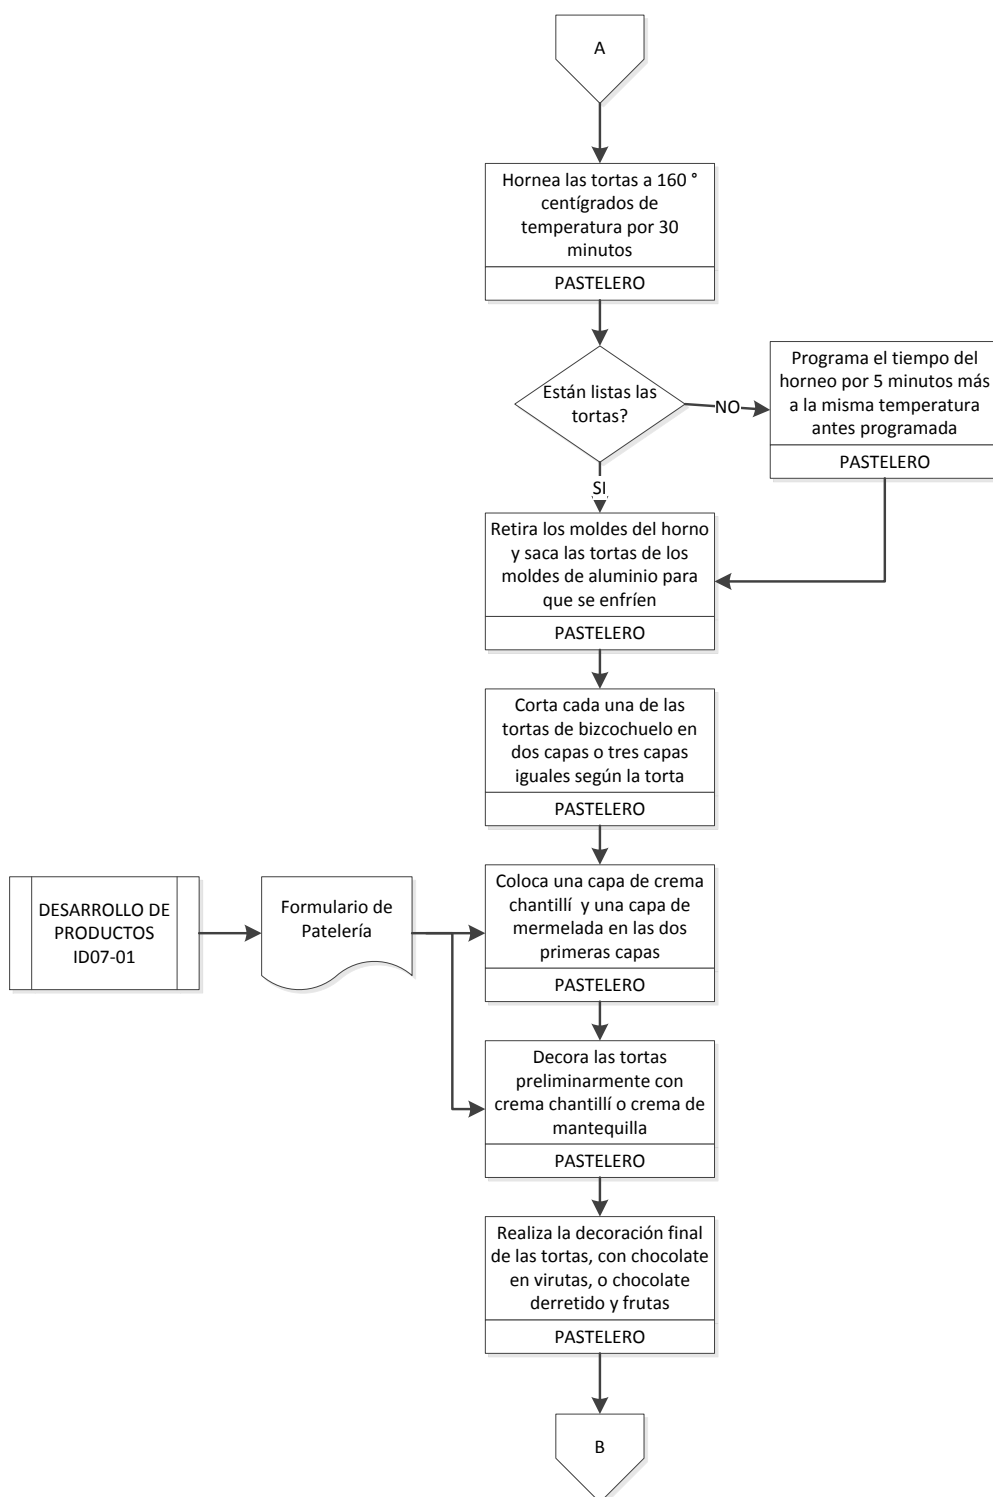 A
Hornea las tortas a 160 °
centígrados de
temperatura por 30
minutos
PASTELERO
Están listas las
tortas?
NO
Programa el tiempo del
horneo por 5 minutos más
a la misma temperatura
antes programada
PASTELERO
SI
Retira los moldes del horno
y saca las tortas de los
moldes de aluminio para
que se enfríen
PASTELERO
Corta cada una de las
tortas de bizcochuelo en
dos capas o tres capas
iguales según la torta
PASTELERO
DESARROLLO DE
PRODUCTOS
ID07-01
Formulario de
Patelería
Coloca una capa de crema
chantillí  y una capa de
mermelada en las dos
primeras capas
PASTELERO
Decora las tortas
preliminarmente con
crema chantillí o crema de
mantequilla
PASTELERO
Realiza la decoración final
de las tortas, con chocolate
en virutas, o chocolate
derretido y frutas
PASTELERO
B